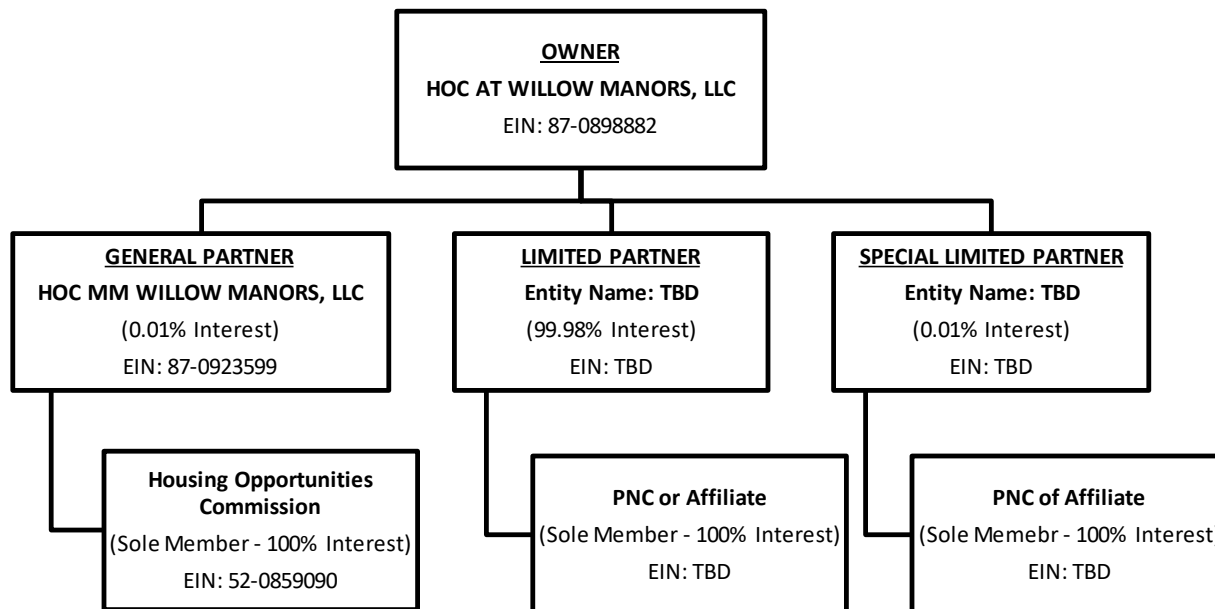 OWNER
HOC AT WILLOW MANORS, LLC
EIN: 87-0898882
GENERAL PARTNER
HOC MM WILLOW MANORS, LLC
(0.01% Interest)
EIN: 87-0923599
LIMITED PARTNER
Entity Name: TBD
(99.98% Interest)
EIN: TBD
SPECIAL LIMITED PARTNER
Entity Name: TBD
(0.01% Interest)
EIN: TBD
Housing Opportunities
Commission
(Sole Member - 100% Interest)
EIN: 52-0859090
PNC or Affiliate
(Sole Member - 100% Interest)
EIN: TBD
PNC of Affiliate
(Sole Memebr - 100% Interest)
EIN: TBD